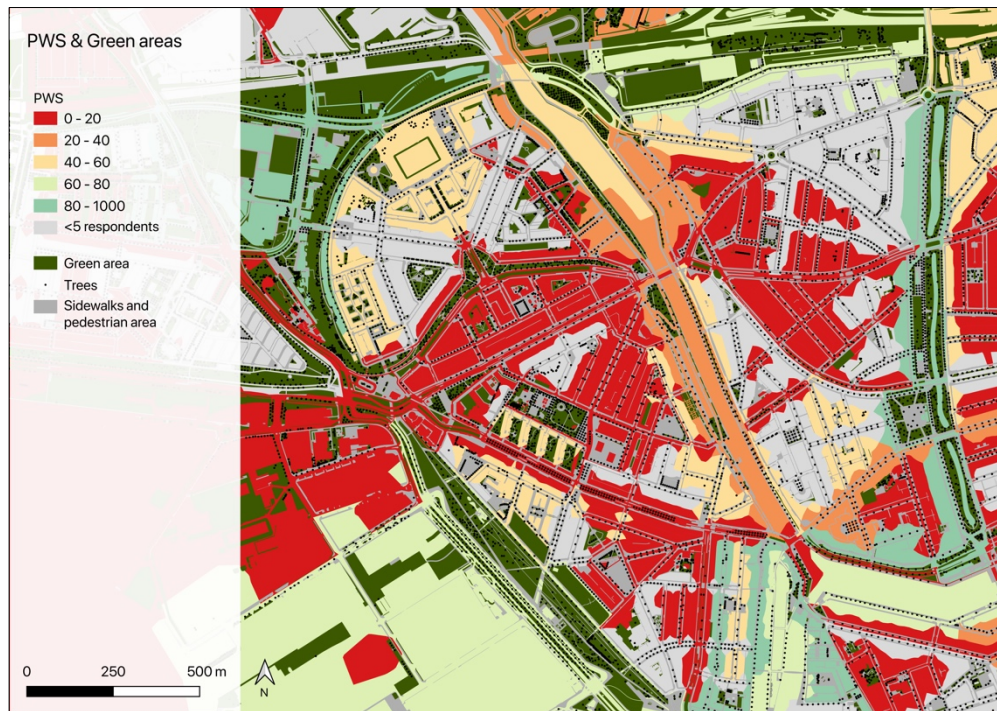 PWS & Green areas
PWS
0 - 20
20 - 40
40 - 60
60 - 80
80 - 1000
<5 respondents
Green area
Trees
Sidewalks and
pedestrian area
0 250 500 m
N